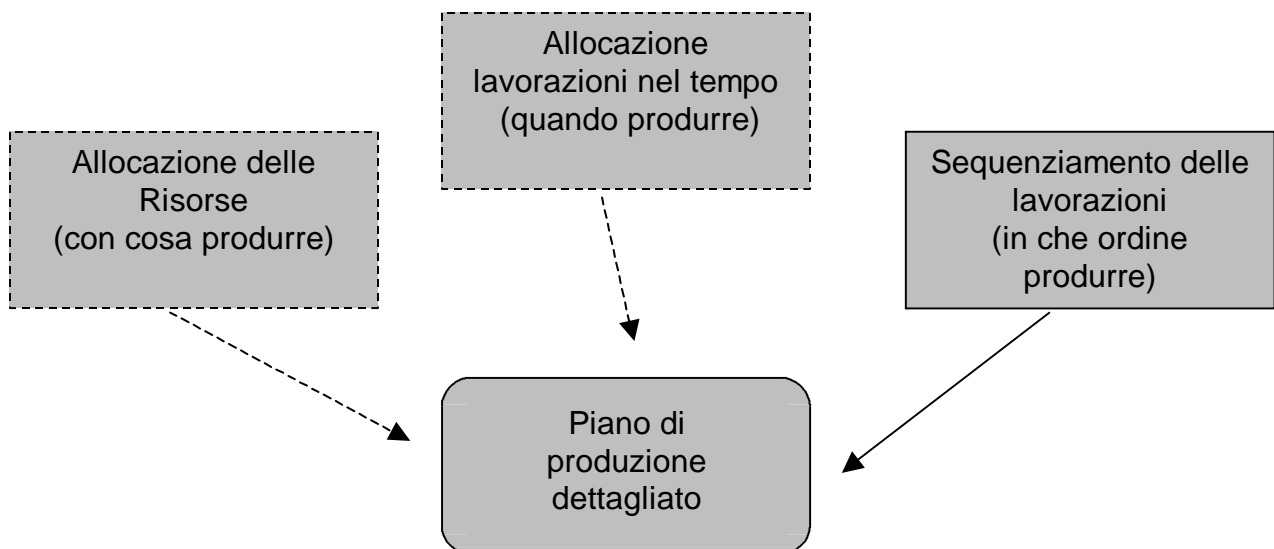 Allocazione
lavorazioni nel tempo
(quando produrre)
Allocazione delle
Risorse
(con cosa produrre)
Sequenziamento delle
lavorazioni
(in che ordine
produrre)
Piano di
produzione
dettagliato